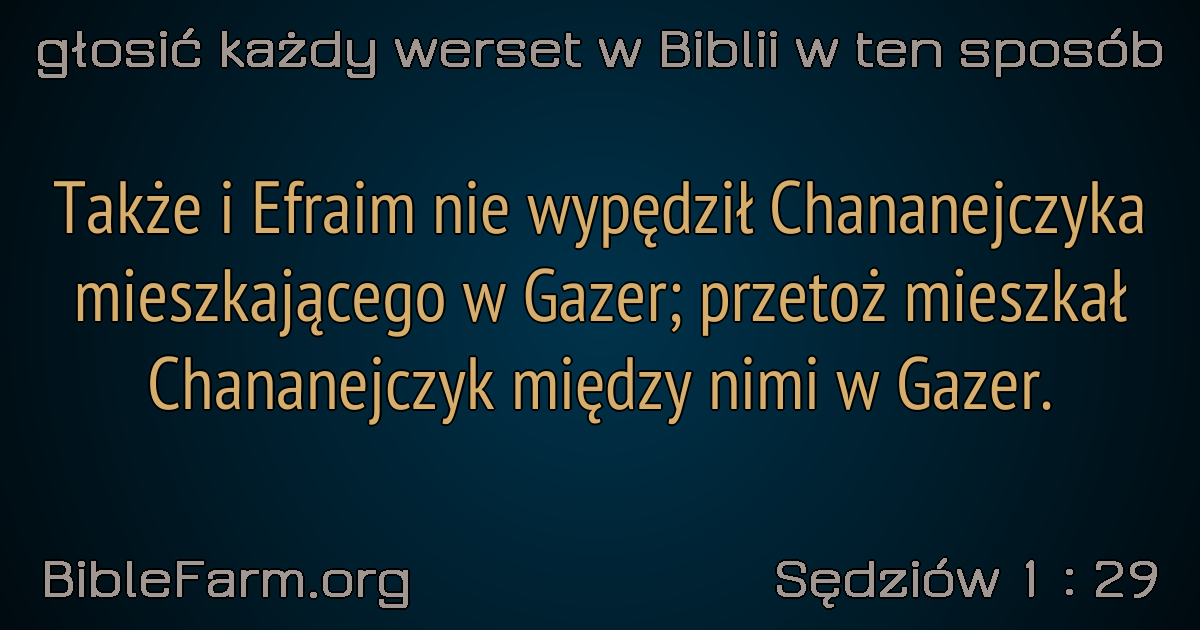 głosić każdy werset w Biblii w ten sposób
Także i Efraim nie wypędził Chananejczyka
mieszkającego w Gazer; przetoż mieszkał
Chananejczyk między nimi w Gazer.
BibleFarm.org
Sędziów 1 : 29